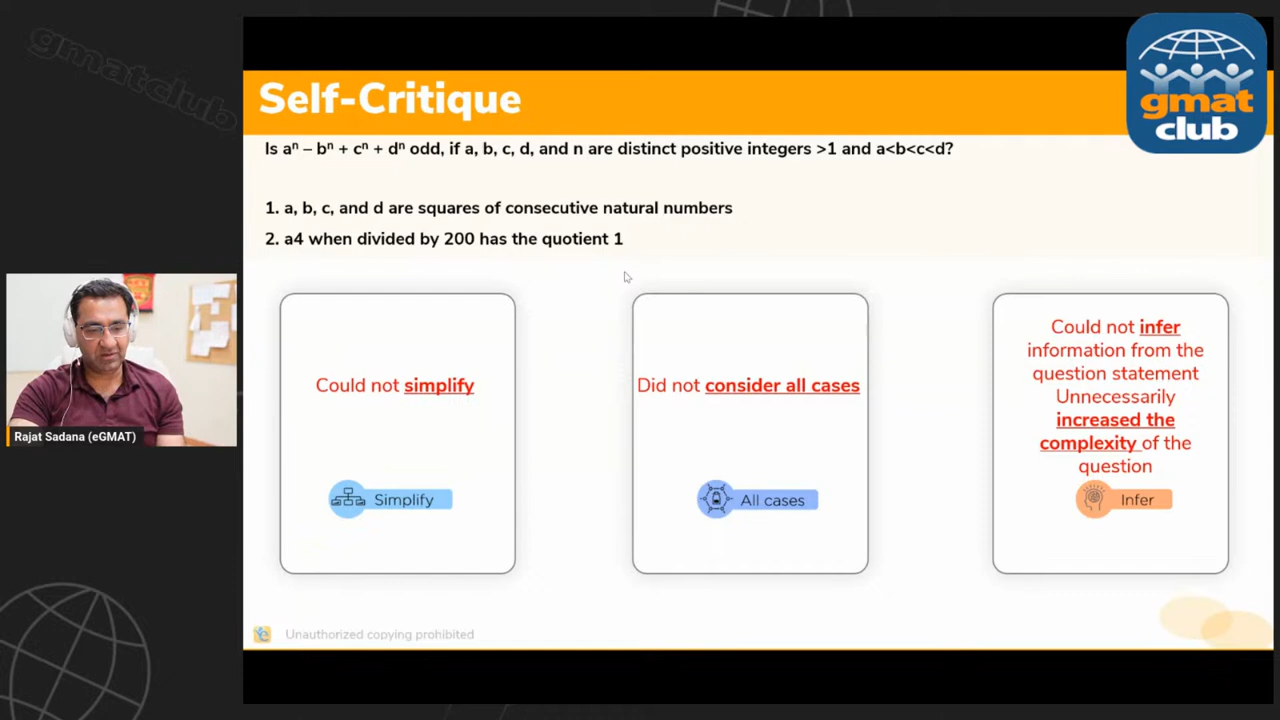 gmatclub
gmat
club
Self-Critique
Is aⁿ – bⁿ + cⁿ + dⁿ odd, if a, b, c, d, and n are distinct positive integers >1 and a<b<c<d?
1. a, b, c, and d are squares of consecutive natural numbers
2. a4 when divided by 200 has the quotient 1
Could not simplify
Simplify
Did not consider all cases
All cases
Could not infer
information from the
question statement
Unnecessarily
increased the
complexity of the
question
Infer
Rajat Sadana (eGMAT)
Unauthorized copying prohibited